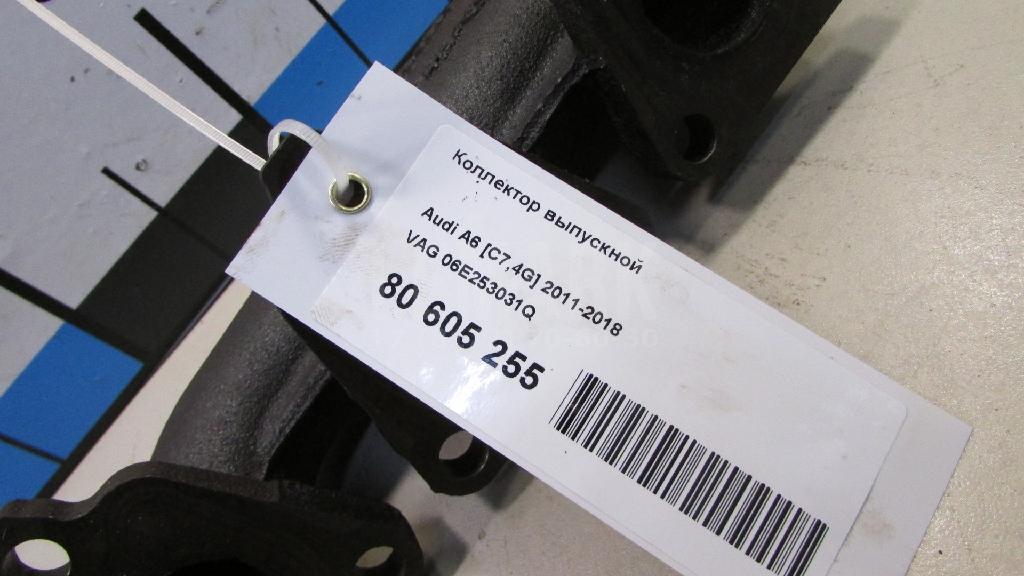 Коллектор выпускной
Audi A6 [C7,4G] 2011-2018
VAG 06E253031Q
80 605 255